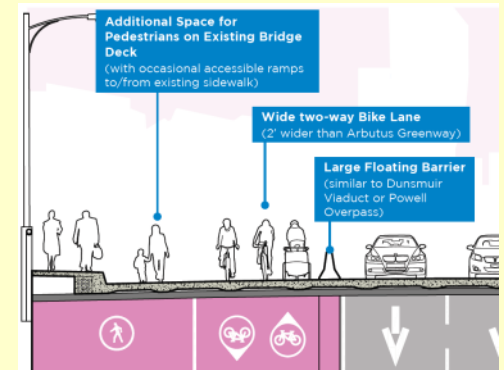 Additional Space for
Pedestrians on Existing Bridge
Deck
(with occasional accessible ramps
to/from existing sidewalk)
Wide two-way Bike Lane
(2' wider than Arbutus Greenway)
Large Floating Barrier
(similar to Dunsmuir
Viaduct or Powell
Overpass)